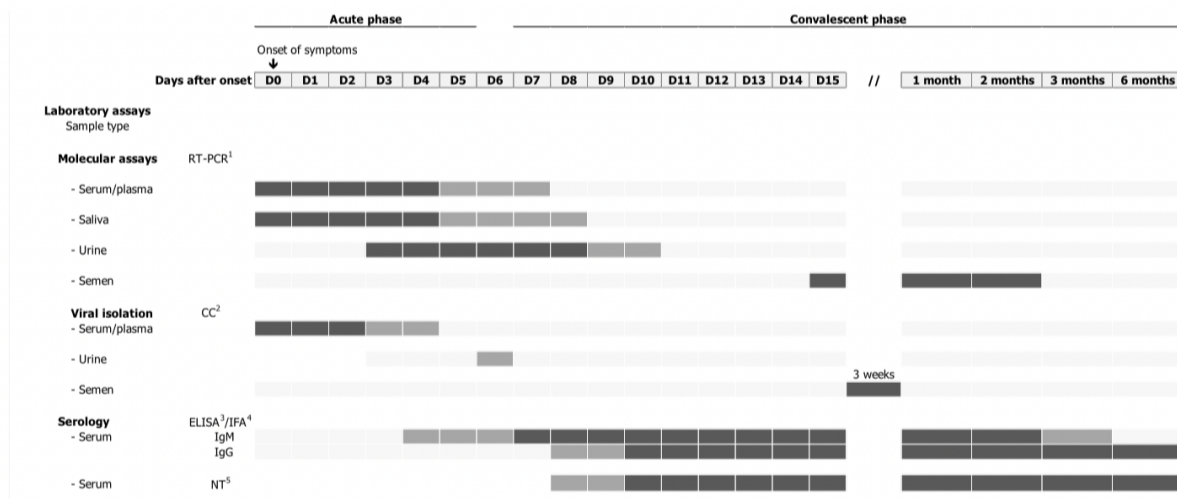 Acute phase Convalescent phase
Onset of symptoms
Days after onset D0 D1 D2 D3 D4 D5 D6 D7 D8 D9 D10 D11 D12 D13 D14 D15 // 1 month 2 months 3 months 6 months
Laboratory assays
Sample type
Molecular assays RT-PCR¹
- Serum/plasma
- Saliva
- Urine
- Semen
Viral isolation CC²
- Serum/plasma
- Urine
3 weeks
- Semen
Serology ELISA³/IFA⁴
- Serum IgM
IgG
- Serum NT⁵